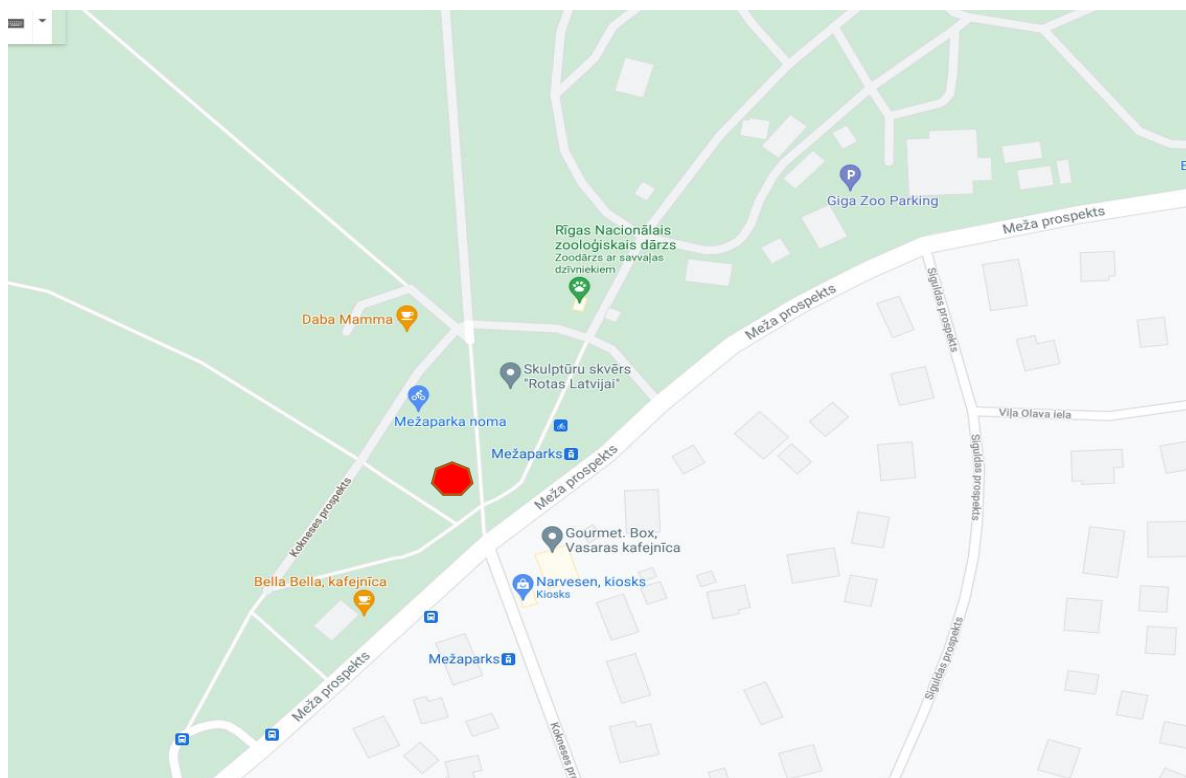 P
Giga Zoo Parking
E
Meža prospekts
Rīgas Nacionālais
zooloģiskais dārzs
Zoodārzs ar savvaļas
dzīvniekiem
Siguldas prospekts
Meža prospekts
Daba Mamma
Skulptūru skvērs
"Rotas Latvijai"
Mežaparka noma
Viļa Olava iela
Mežaparks
Meža prospekts
Siguldas prospekts
Kokneses prospekts
Gourmet. Box,
Vasaras kafejnīca
Bella Bella, kafejnīca
Narvesen, kiosks
Kiosks
Mežaparks
Meža prospekts
Siguldas prospekts
Kokneses pro